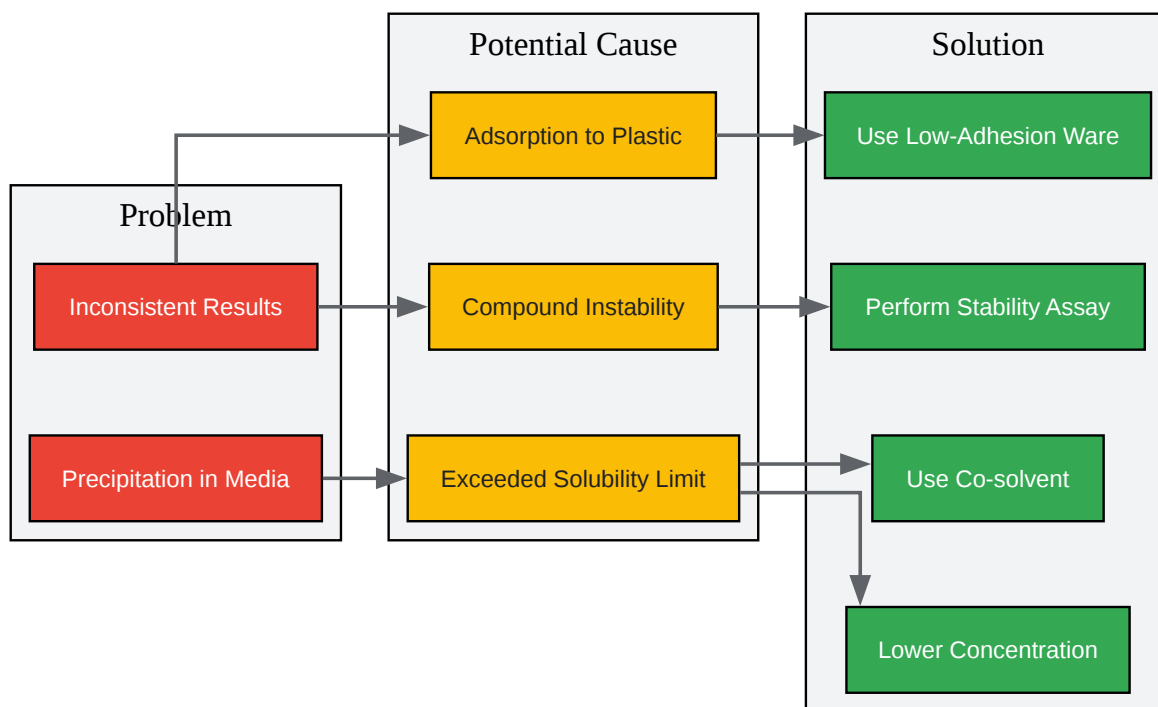 Problem
Inconsistent Results
Precipitation in Media
Potential Cause
Adsorption to Plastic
Compound Instability
Exceeded Solubility Limit
Solution
Use Low-Adhesion Ware
Perform Stability Assay
Use Co-solvent
Lower Concentration